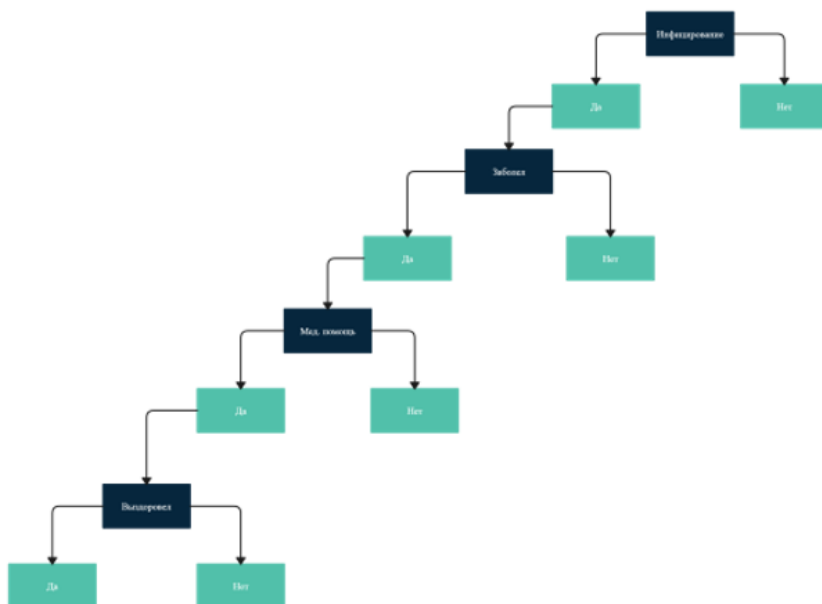 Инфицирование
Да
Нет
Заболел
Да
Нет
Мед. помощь
Да
Нет
Выздоровел
Да
Нет